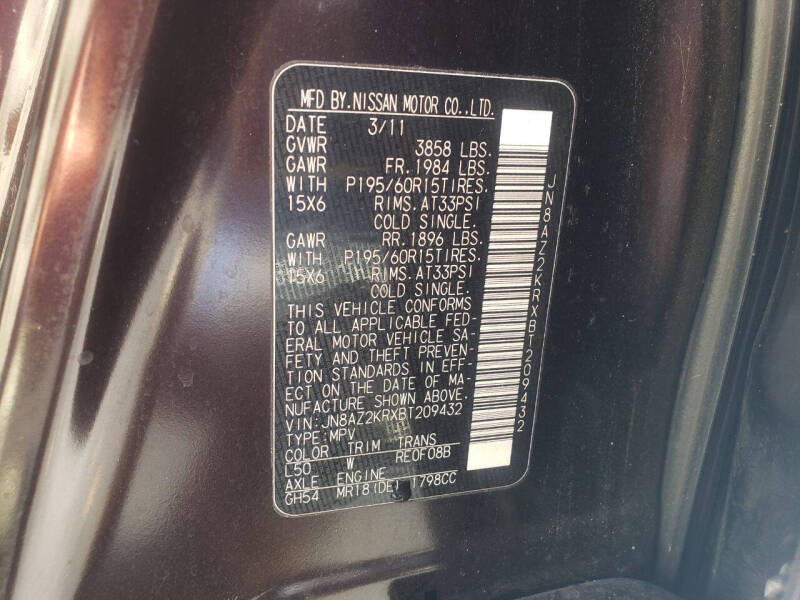 MFD BY.NISSAN MOTOR CO.,LTD.
DATE 3/11
GVWR 3858 LBS.
GAWR FR.1984 LBS.
WITH P195/60R15TIRES.
15X6 RIMS.AT33PSI
COLD SINGLE.
GAWR RR.1896 LBS.
WITH P195/60R15TIRES.
15X6 RIMS.AT33PSI
COLD SINGLE.
THIS VEHICLE CONFORMS
TO ALL APPLICABLE FED-
ERAL MOTOR VEHICLE SA-
FETY AND THEFT PREVEN-
TION STANDARDS IN EFF-
ECT ON THE DATE OF MA-
NUFACTURE SHOWN ABOVE.
VIN:JN8AZ2KRXBT209432
TYPE:MPV
COLOR TRIM TRANS
L50 W RE0F08B
AXLE ENGINE
GH54 MR18(DE) 1798CC
JN8AZ2KRXBT209432